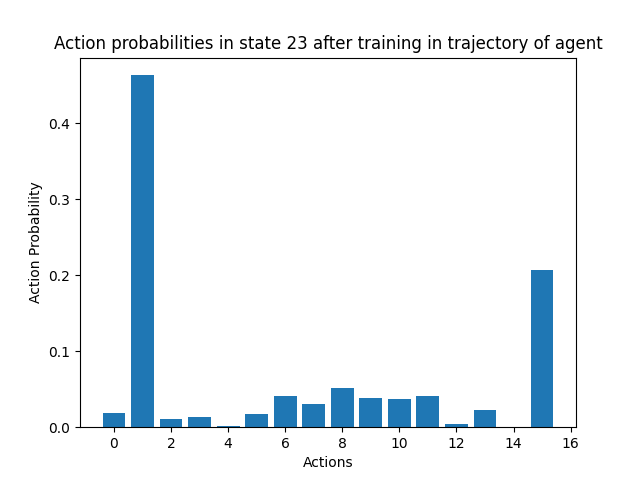 Action probabilities in state 23 after training in trajectory of agent
0.4
0.3
0.2
0.1
0.0
Action Probability
0 2 4 6 8 10 12 14 16
Actions